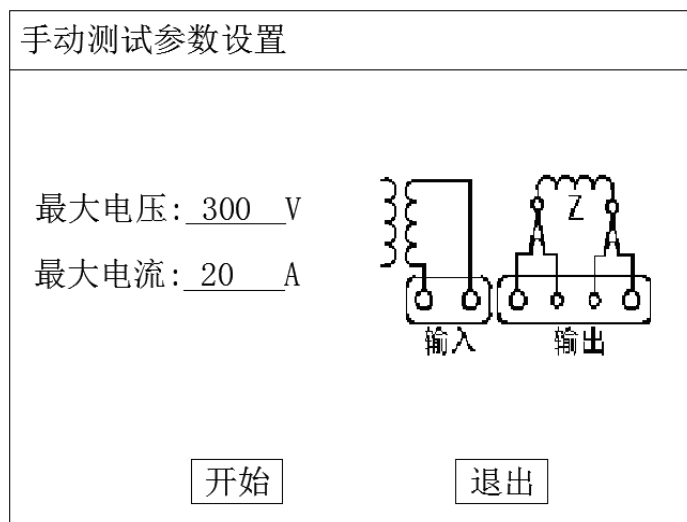 手动测试参数设置
最大电压: 300 V
最大电流: 20 A
Z
输入 输出
开始 退出